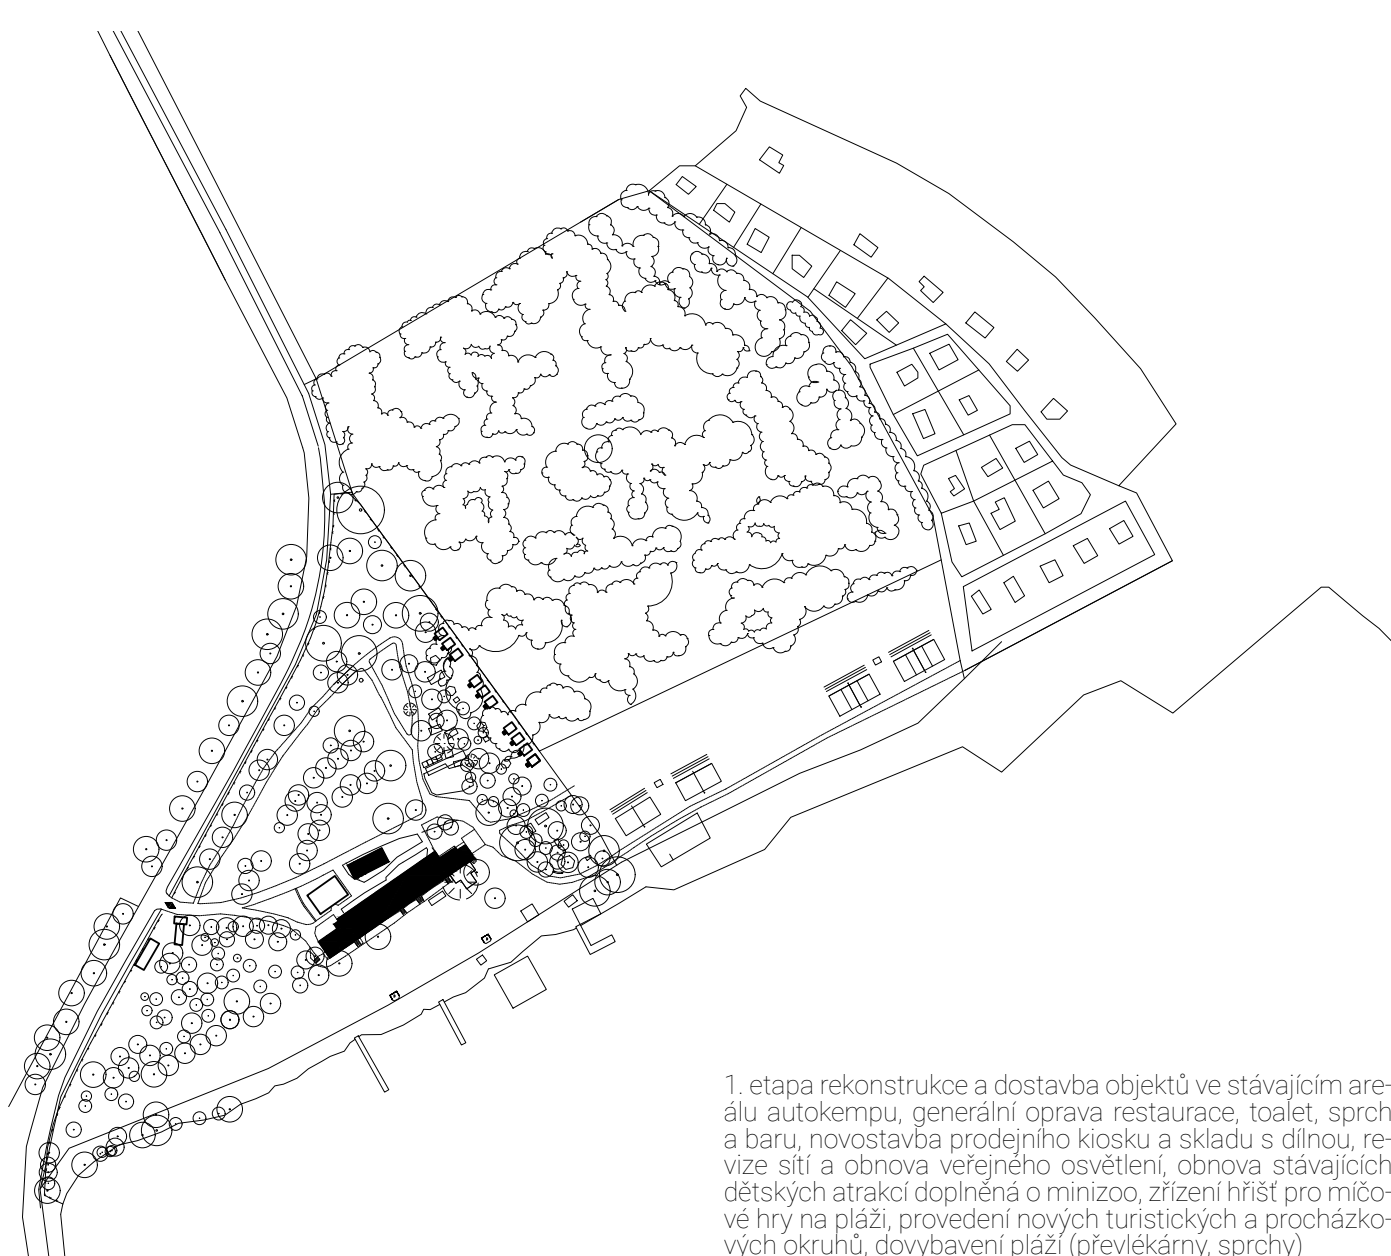 1. etapa rekonstrukce a dostavba objektů ve stávajícím are-
álu autokempu, generální oprava restaurace, toalet, sprch
a baru, novostavba prodejního kiosku a skladu s dílnou, re-
vize sítí a obnova veřejného osvětlení, obnova stávajících
dětských atrakcí doplněná o minizoo, zřízení hřišť pro míčo-
vé hry na pláži, provedení nových turistických a procházko-
vých okruhů, dovybavení pláží (převlékárny, sprchy)